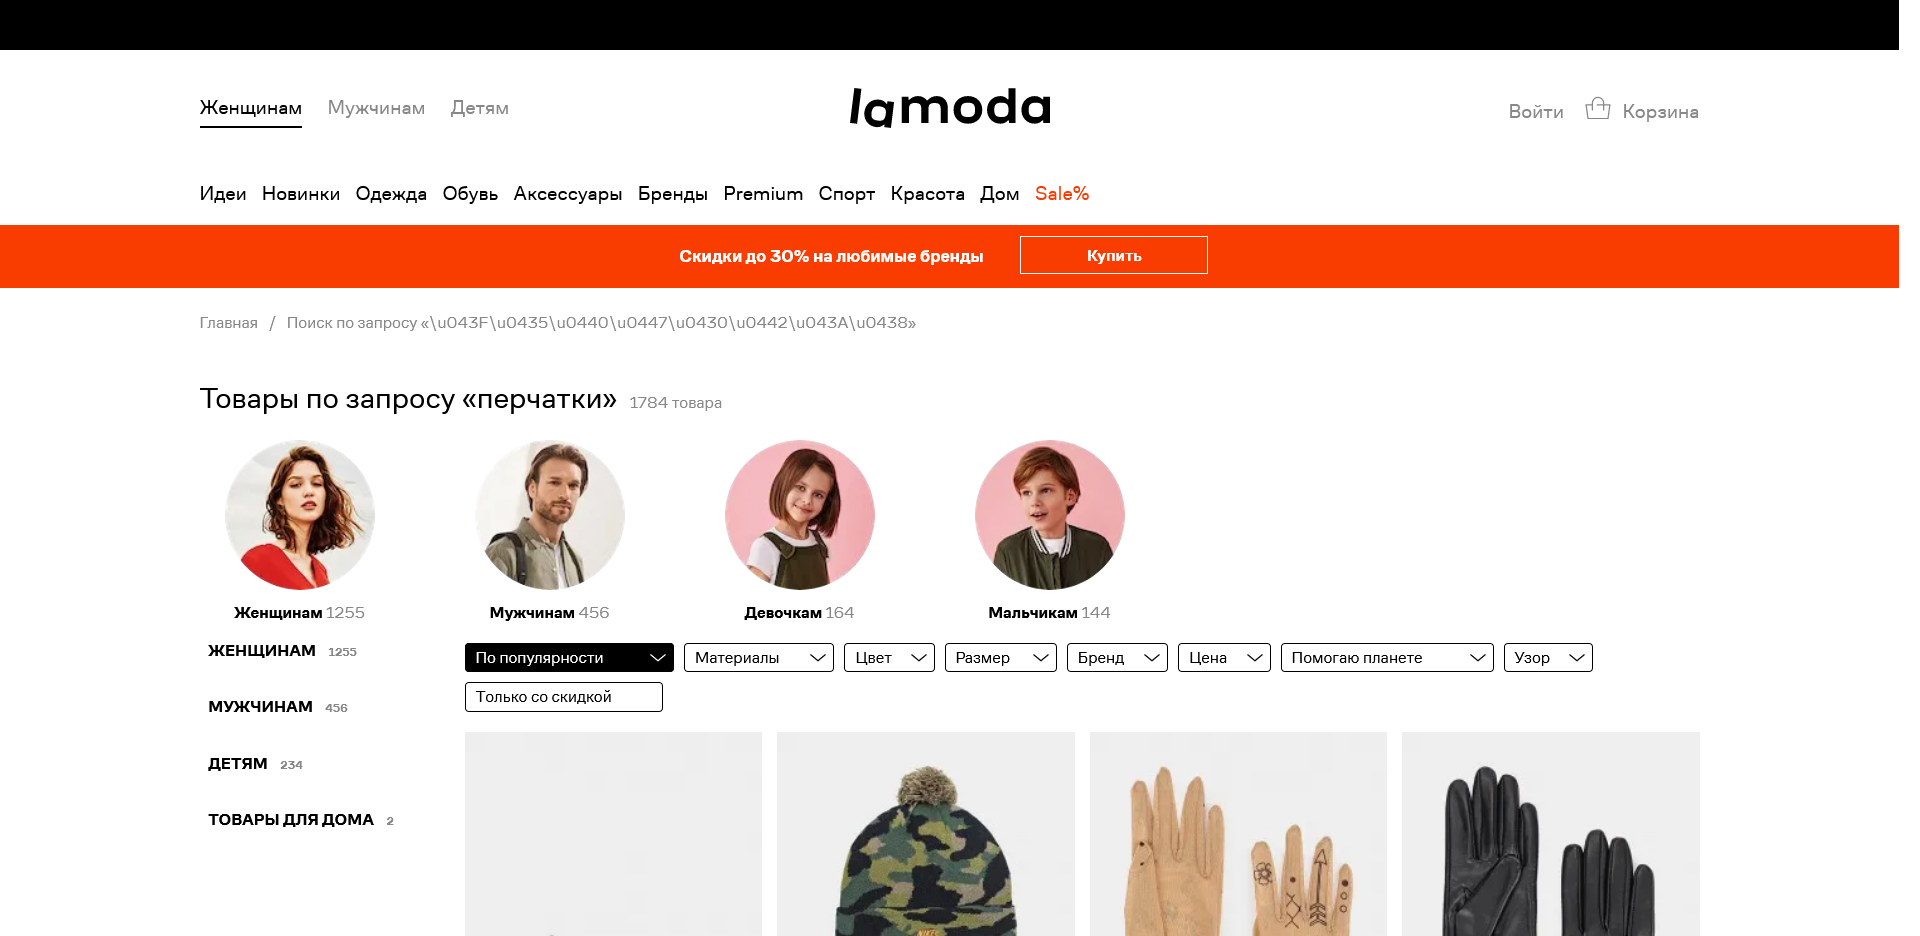 Женщинам Мужчинам Детям
lamoda
Войти Корзина
Идеи Новинки Одежда Обувь Аксессуары Бренды Premium Спорт Красота Дом Sale%
Скидки до 30% на любимые бренды Купить
Главная / Поиск по запросу «\u043F\u0435\u0440\u0447\u0430\u0442\u043A\u0438»
Товары по запросу «перчатки» 1784 товара
Женщинам 1255 Мужчинам 456 Девочкам 164 Мальчикам 144
ЖЕНЩИНАМ 1255
МУЖЧИНАМ 456
ДЕТЯМ 234
ТОВАРЫ ДЛЯ ДОМА 2
По популярности Материалы Цвет Размер Бренд Цена Помогаю планете Узор
Только со скидкой